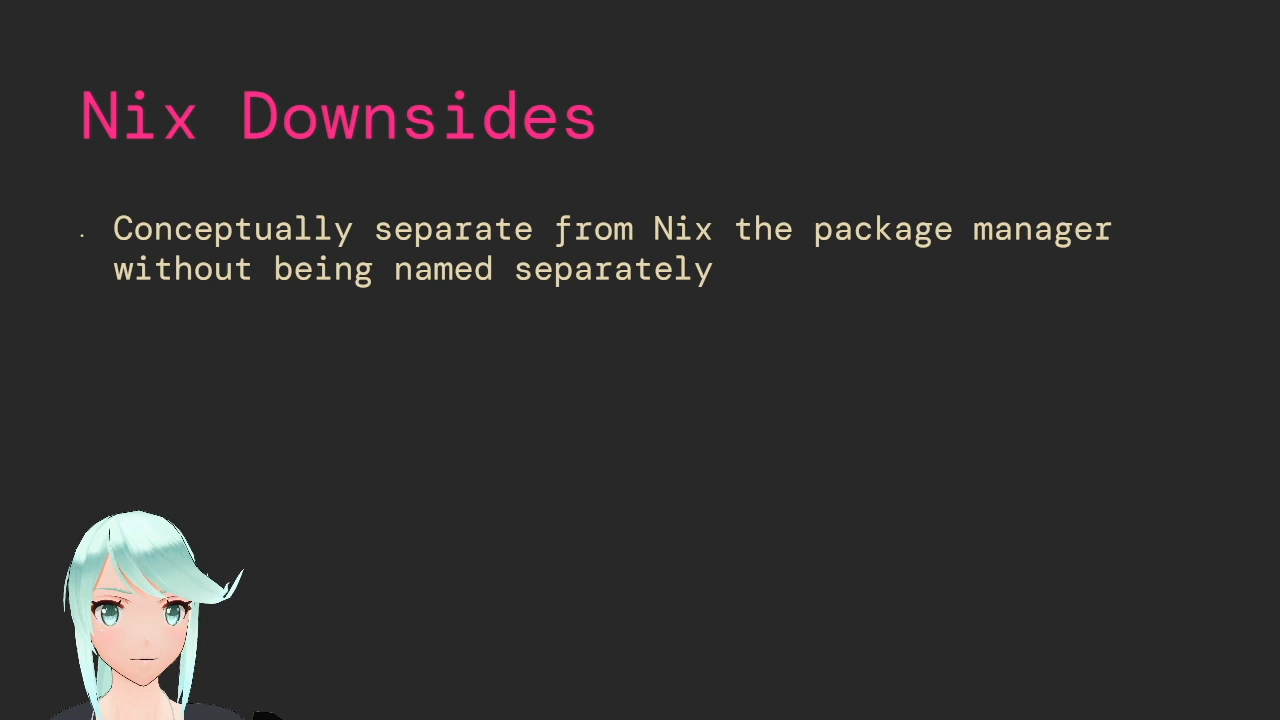 Nix Downsides
· Conceptually separate from Nix the package manager
without being named separately